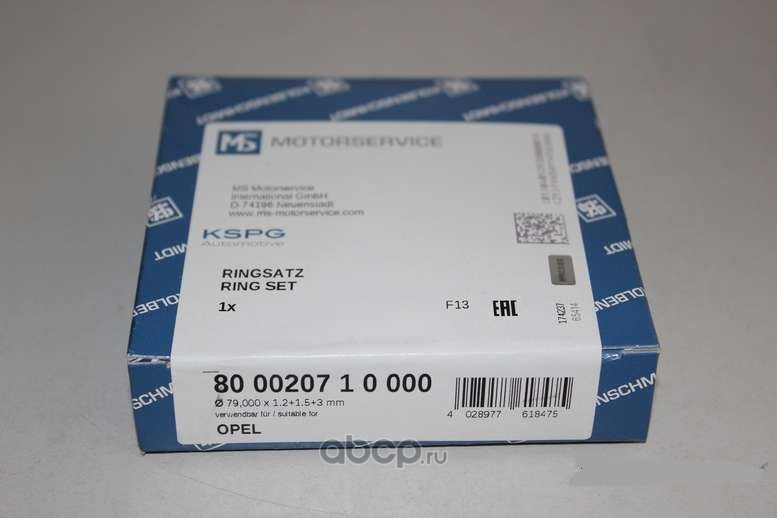 MS MOTORSERVICE
MS Motorservice
International GmbH
D-74196 Neuenstadt
www.ms-motorservice.com
KSPG
Automotive
RINGSATZ
RING SET
1x
F13
EAC
174237
65414
80 00207 1 0 000
Ø 79,000 x 1.2+1.5+3 mm
verwendbar für / suitable for
OPEL
4 028977 618475
KOLBENSCHMIDT
abcp.ru